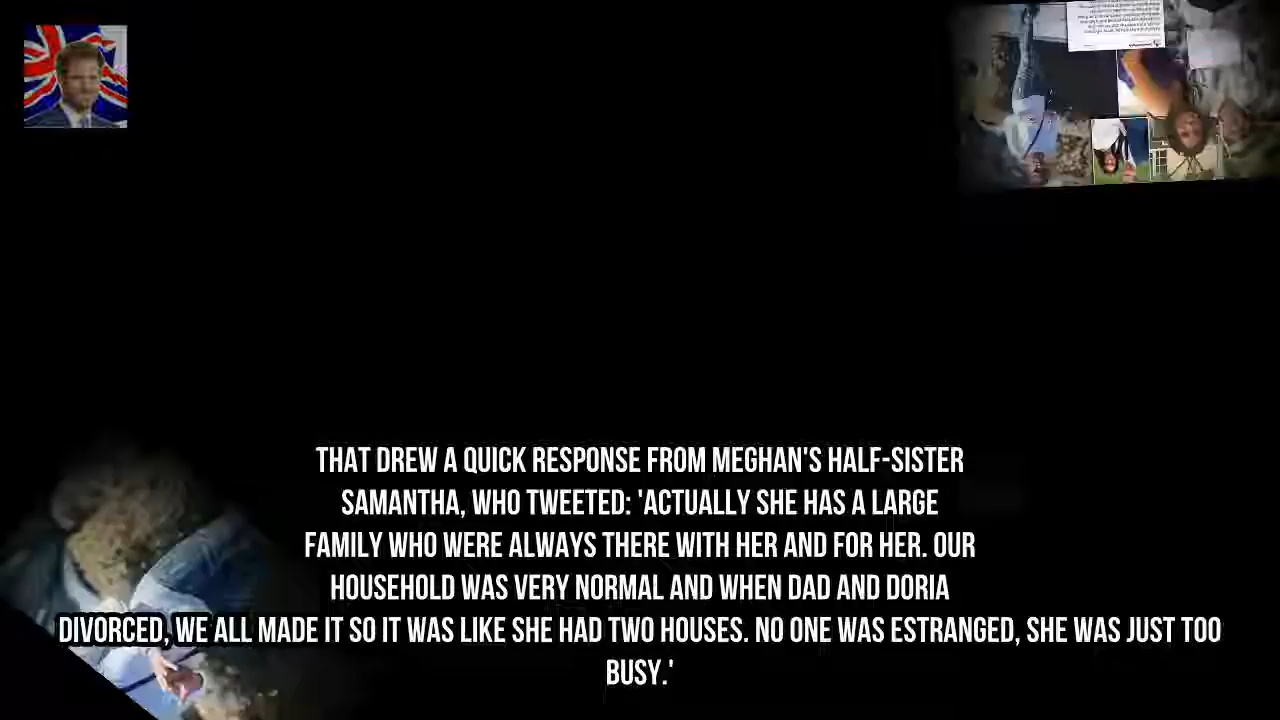 THAT DREW A QUICK RESPONSE FROM MEGHAN'S HALF-SISTER
SAMANTHA, WHO TWEETED: 'ACTUALLY SHE HAS A LARGE
FAMILY WHO WERE ALWAYS THERE WITH HER AND FOR HER. OUR
HOUSEHOLD WAS VERY NORMAL AND WHEN DAD AND DORIA
DIVORCED, WE ALL MADE IT SO IT WAS LIKE SHE HAD TWO HOUSES. NO ONE WAS ESTRANGED, SHE WAS JUST TOO
BUSY.'